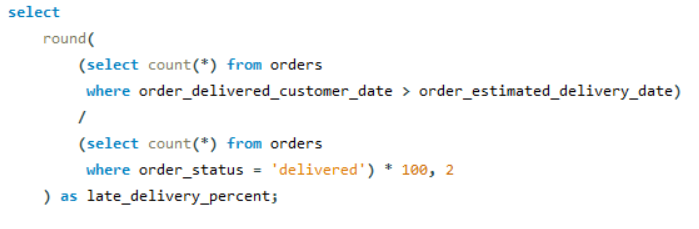 select
    round(
        (select count(*) from orders
         where order_delivered_customer_date > order_estimated_delivery_date)
        /
        (select count(*) from orders
         where order_status = 'delivered') * 100, 2
    ) as late_delivery_percent;